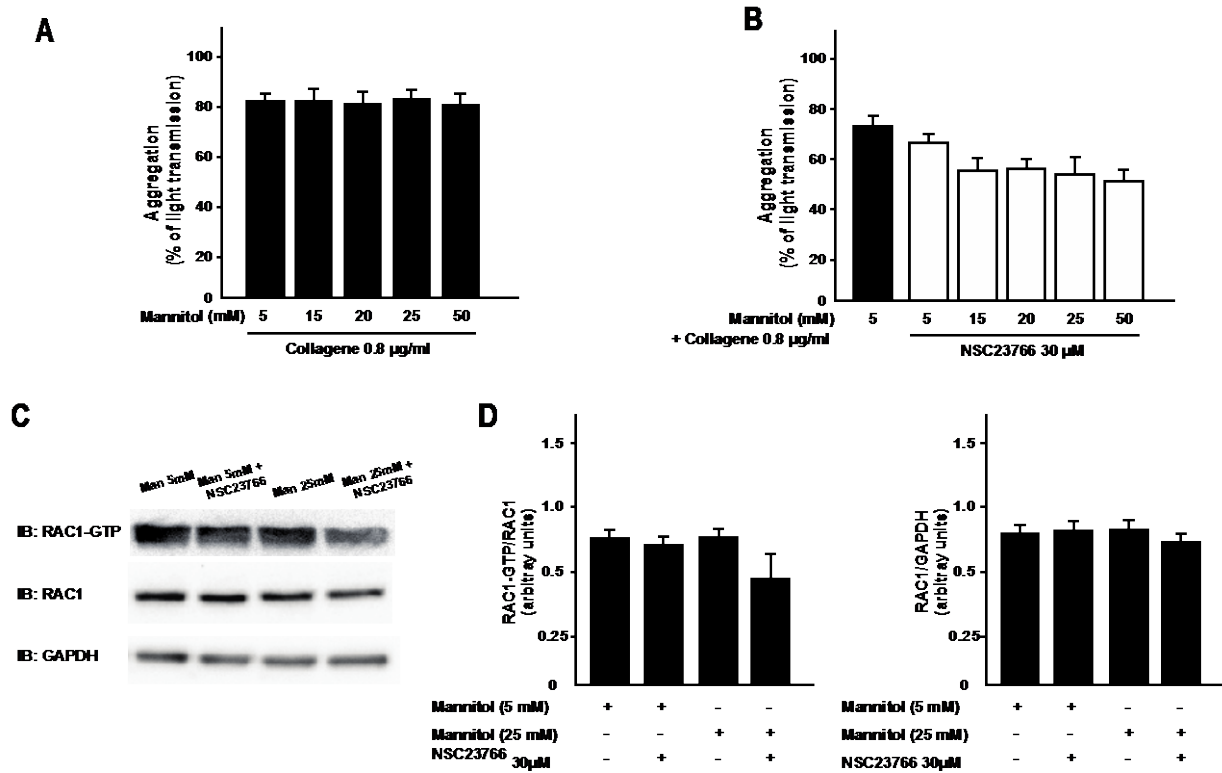 A
Aggregation
(% of light transmission)
100
80
60
40
20
0
Mannitol (mM) 5 15 20 25 50
Collagene 0.8 µg/ml
B
Aggregation
(% of light transmission)
100
80
60
40
20
0
Mannitol (mM) 5 5 15 20 25 50
+ Collagene 0.8 µg/ml
NSC23766 30 µM
C
Man 5mM
Man 5mM +
NSC23766
Man 25mM
Man 25mM +
NSC23766
IB: RAC1-GTP
IB: RAC1
IB: GAPDH
D
RAC1-GTP/RAC1
(arbitray units)
1.5
1.0
0.5
0.25
0
Mannitol (5 mM) + + - -
Mannitol (25 mM) - - + +
NSC23766 30µM - + - +
RAC1/GAPDH
(arbitray units)
1.5
1.0
0.5
0.25
0
Mannitol (5 mM) + + - -
Mannitol (25 mM) - - + +
NSC23766 30µM - + - +